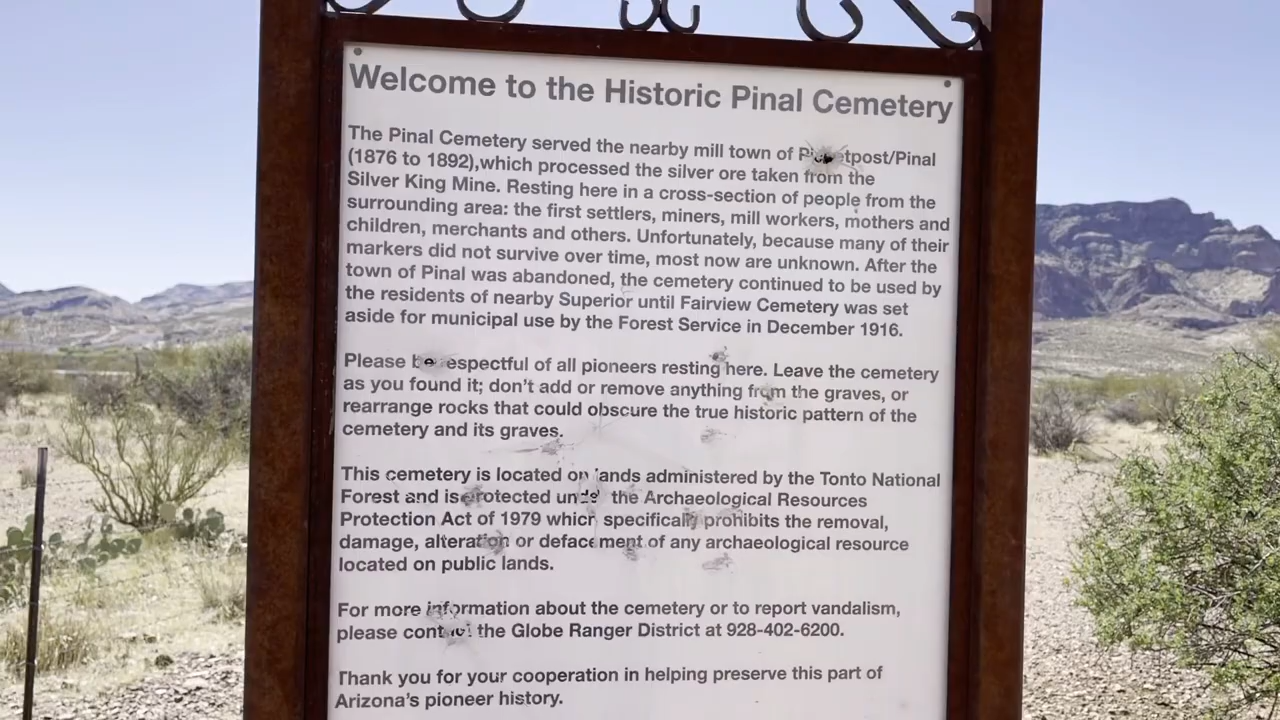 Welcome to the Historic Pinal Cemetery
The Pinal Cemetery served the nearby mill town of Picketpost/Pinal
(1876 to 1892),which processed the silver ore taken from the
Silver King Mine. Resting here in a cross-section of people from the
surrounding area: the first settlers, miners, mill workers, mothers and
children, merchants and others. Unfortunately, because many of their
markers did not survive over time, most now are unknown. After the
town of Pinal was abandoned, the cemetery continued to be used by
the residents of nearby Superior until Fairview Cemetery was set
aside for municipal use by the Forest Service in December 1916.
Please be respectful of all pioneers resting here. Leave the cemetery
as you found it; don't add or remove anything from the graves, or
rearrange rocks that could obscure the true historic pattern of the
cemetery and its graves.
This cemetery is located on lands administered by the Tonto National
Forest and is protected under the Archaeological Resources
Protection Act of 1979 which specifically prohibits the removal,
damage, alteration or defacement of any archaeological resource
located on public lands.
For more information about the cemetery or to report vandalism,
please contact the Globe Ranger District at 928-402-6200.
Thank you for your cooperation in helping preserve this part of
Arizona's pioneer history.